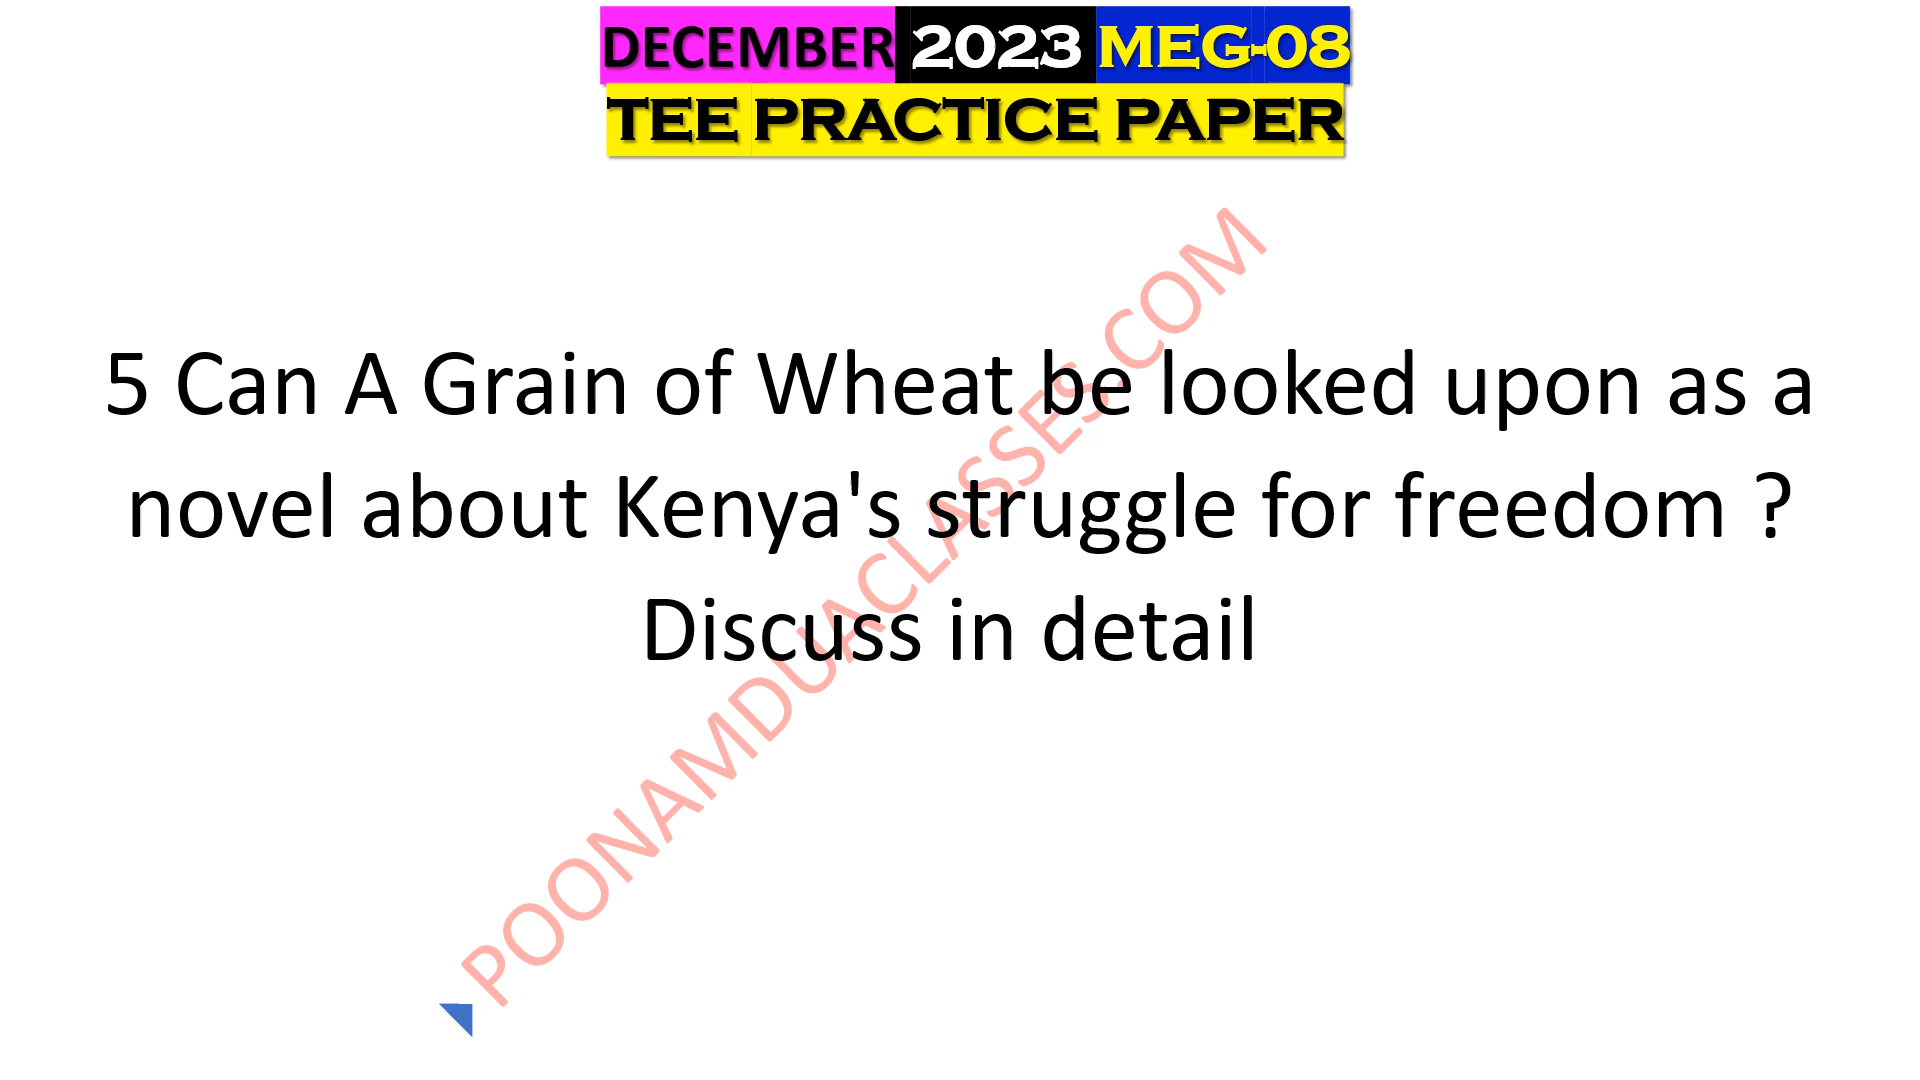 DECEMBER 2023 MEG-08
TEE PRACTICE PAPER
5 Can A Grain of Wheat be looked upon as a
novel about Kenya's struggle for freedom ?
Discuss in detail
POONAMDUACLASSES.COM